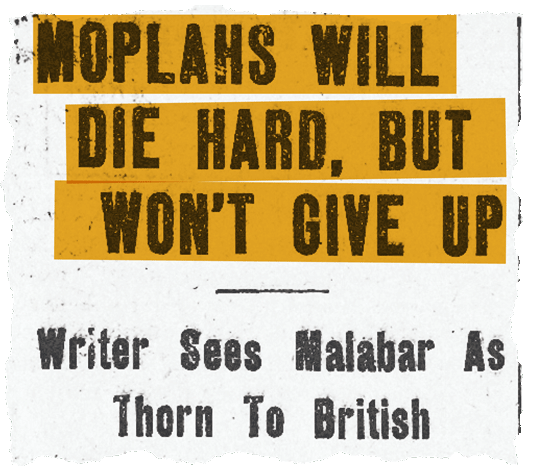 MOPLAHS WILL
DIE HARD, BUT
WON'T GIVE UP
Writer Sees Malabar As
Thorn To British